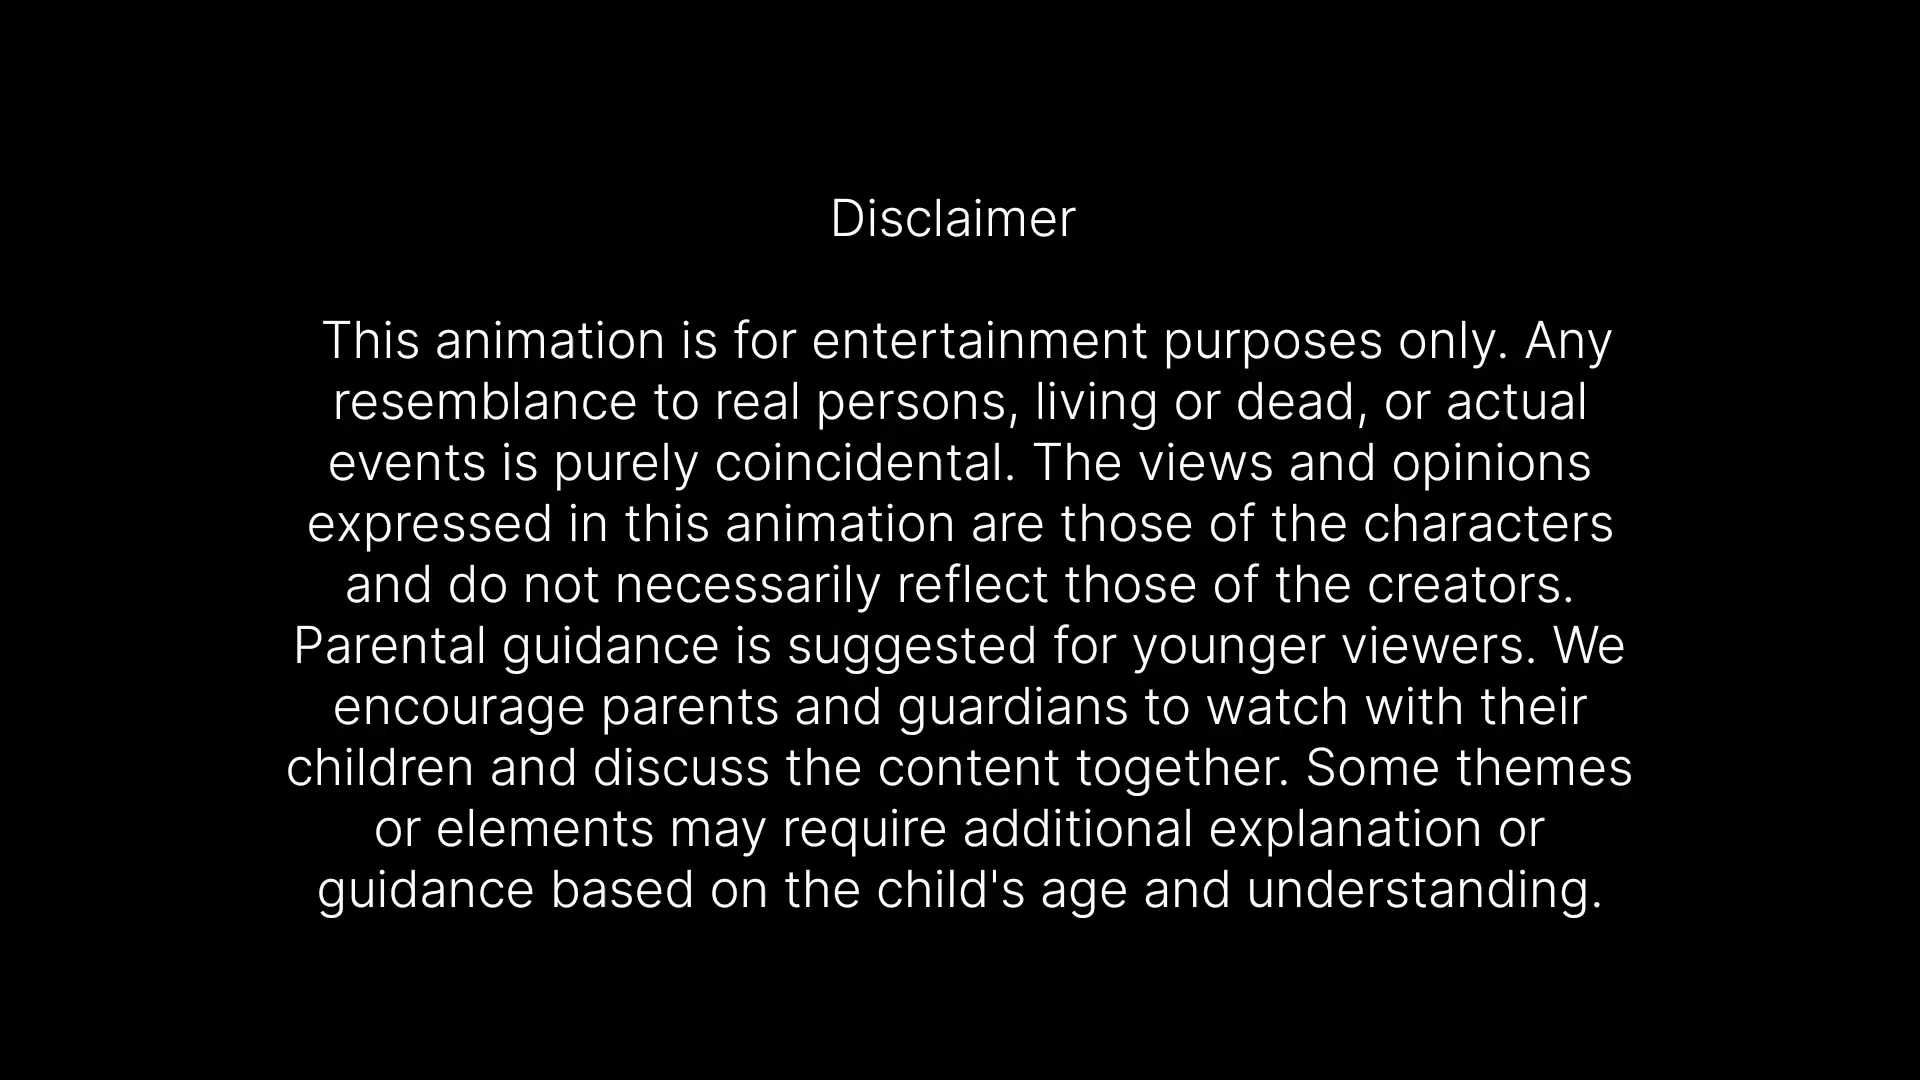 Disclaimer
This animation is for entertainment purposes only. Any
resemblance to real persons, living or dead, or actual
events is purely coincidental. The views and opinions
expressed in this animation are those of the characters
and do not necessarily reflect those of the creators.
Parental guidance is suggested for younger viewers. We
encourage parents and guardians to watch with their
children and discuss the content together. Some themes
or elements may require additional explanation or
guidance based on the child's age and understanding.